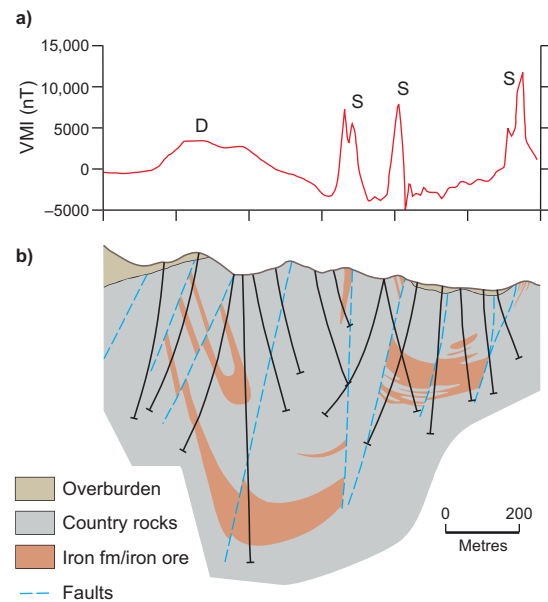 a)
15,000
10,000
5000
0
–5000
VMI (nT)
D
S
S
S
b)
Overburden
Country rocks
Iron fm/iron ore
Faults
0 200
Metres